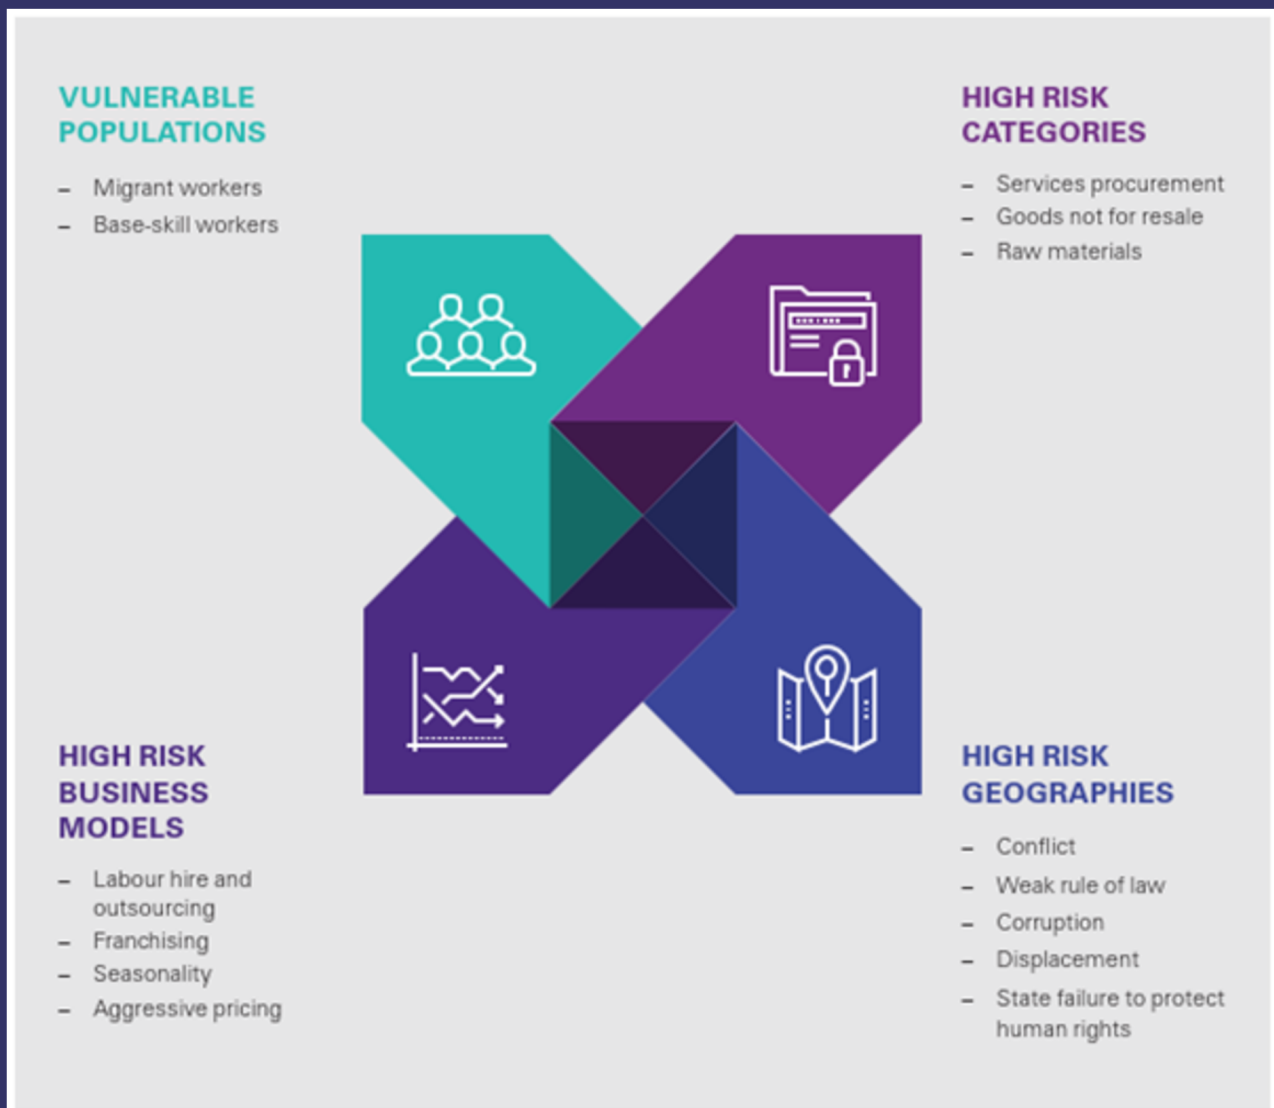 VULNERABLE
POPULATIONS
– Migrant workers
– Base-skill workers
HIGH RISK
CATEGORIES
– Services procurement
– Goods not for resale
– Raw materials
HIGH RISK
BUSINESS
MODELS
– Labour hire and
outsourcing
– Franchising
– Seasonality
– Aggressive pricing
HIGH RISK
GEOGRAPHIES
– Conflict
– Weak rule of law
– Corruption
– Displacement
– State failure to protect
human rights